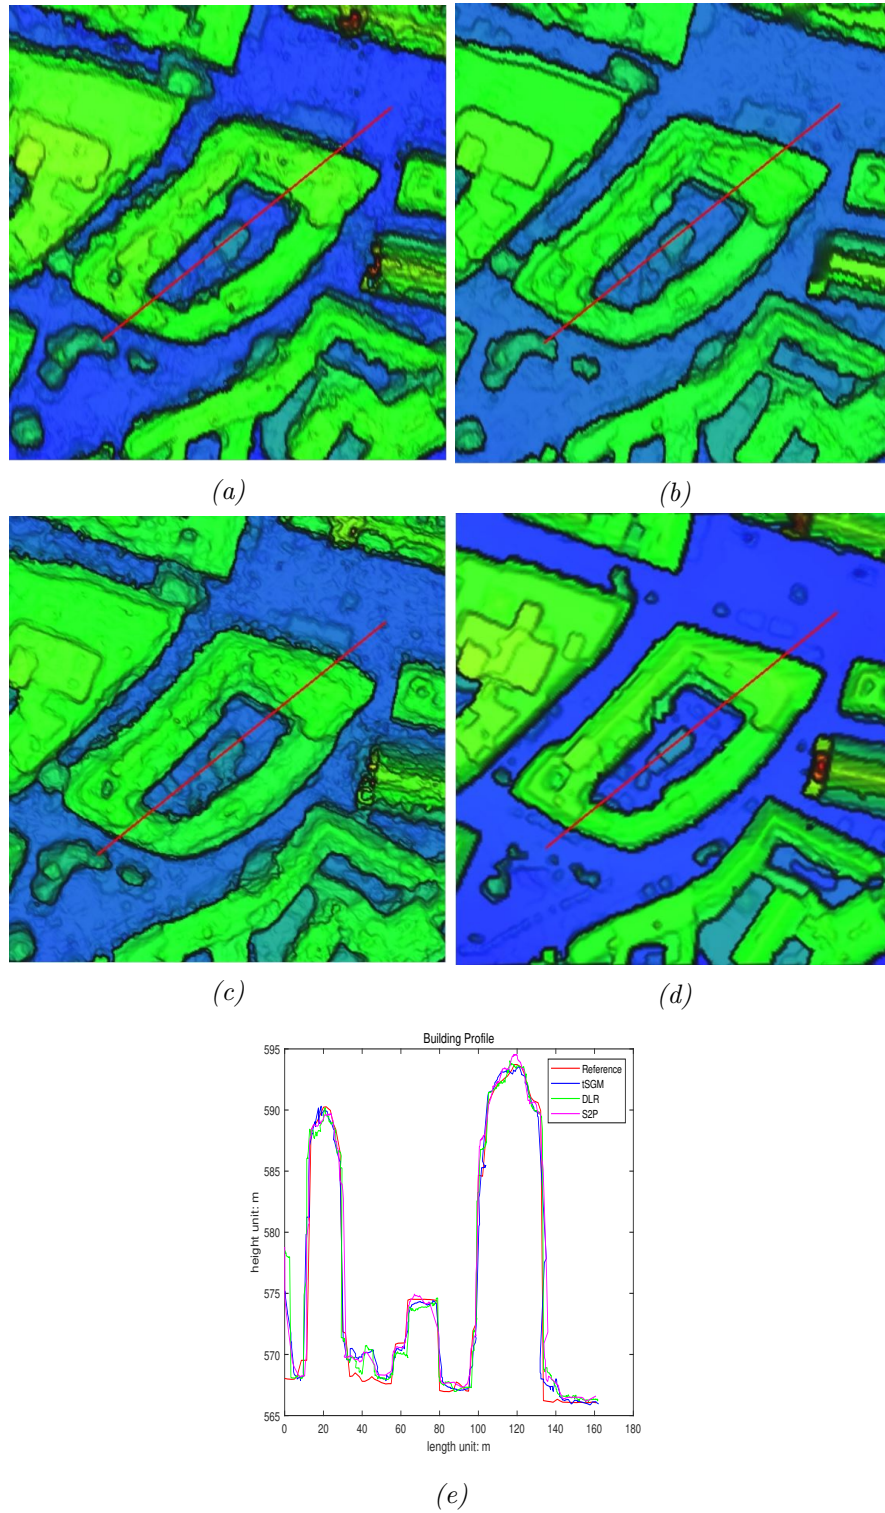 (a)
(b)
(c)
(d)
Building Profile
595
590
585
580
575
570
565
height unit: m
Reference
tSGM
DLR
S2P
0 20 40 60 80 100 120 140 160 180
length unit: m
(e)